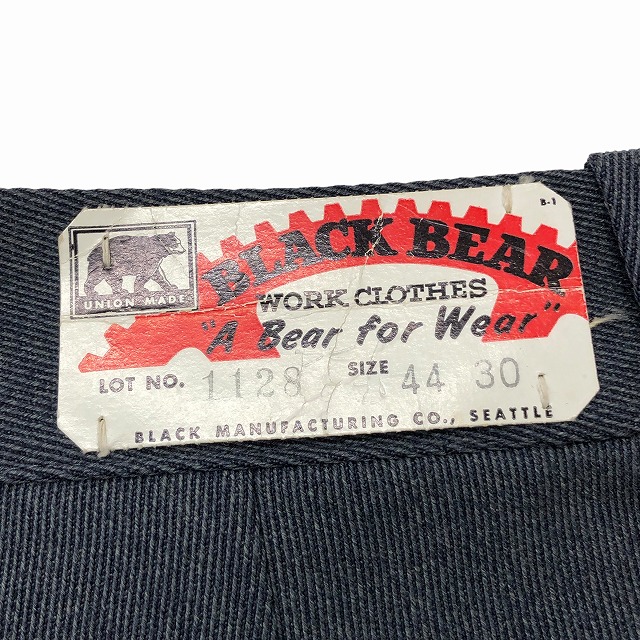 B-1
BLACK BEAR
UNION MADE
WORK CLOTHES
"A Bear for Wear"
LOT NO. 1128 SIZE 44 30
BLACK MANUFACTURING CO., SEATTLE